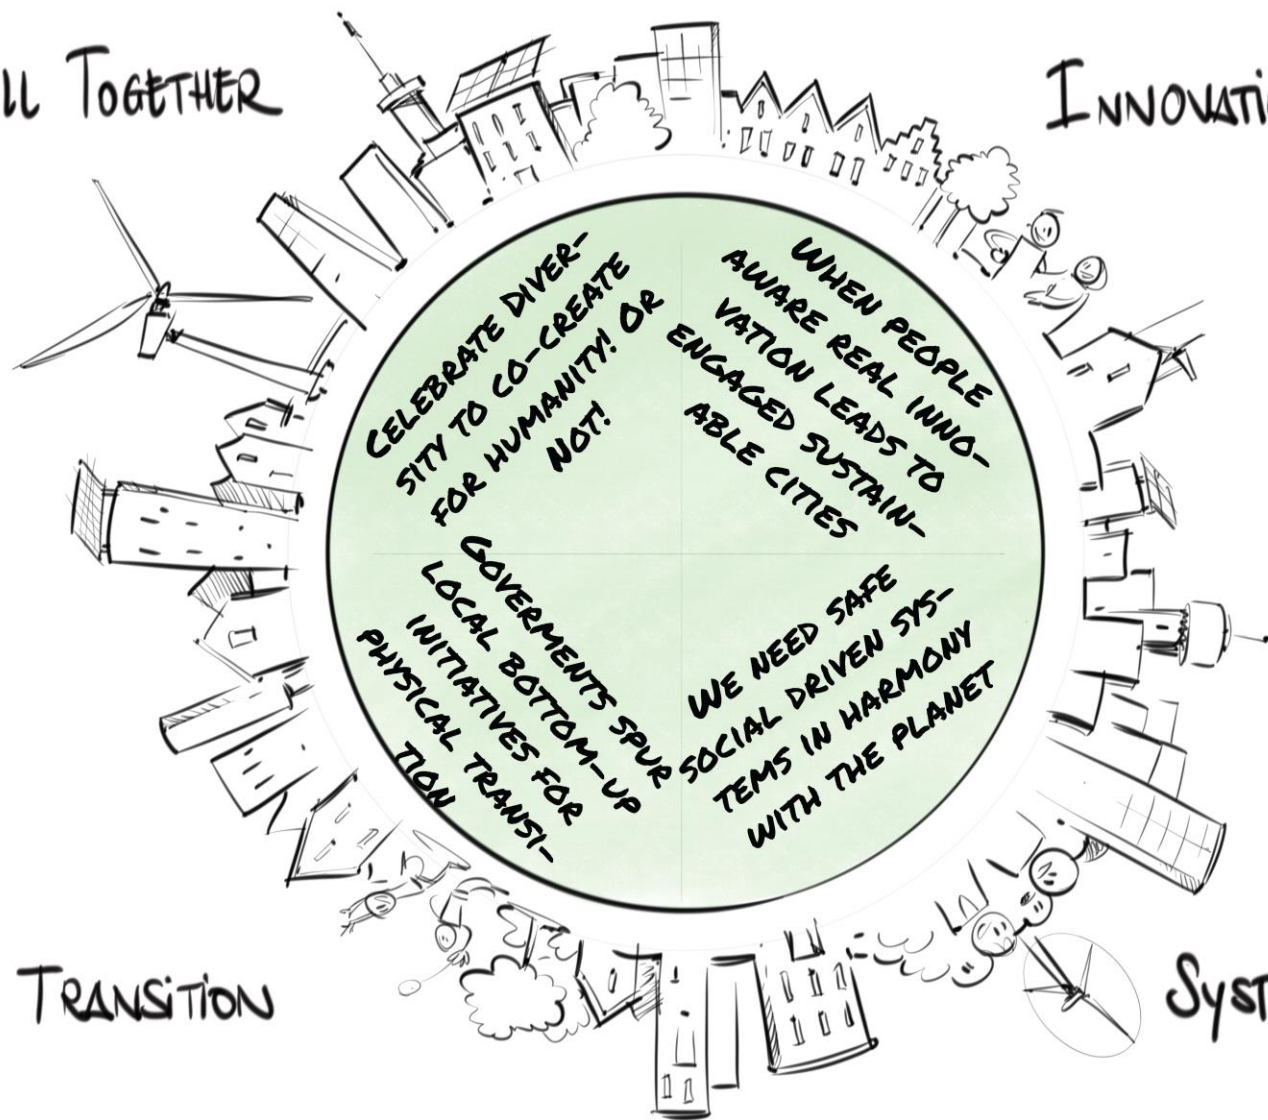 ll TOGETHER
INNOVATI
CELEBRATE DIVER-
SITY TO CO-CREATE
FOR HUMANITY! OR
NOT!
WHEN PEOPLE
AWARE REAL INNO-
VATION LEADS TO
ENGAGED SUSTAIN-
ABLE CITIES
GOVERMENTS SPUR
LOCAL BOTTOM-UP
INITIATIVES FOR
PHYSICAL TRANSI-
TION
WE NEED SAFE
SOCIAL DRIVEN SYS-
TEMS IN HARMONY
WITH THE PLANET
TRANSITION
SYST